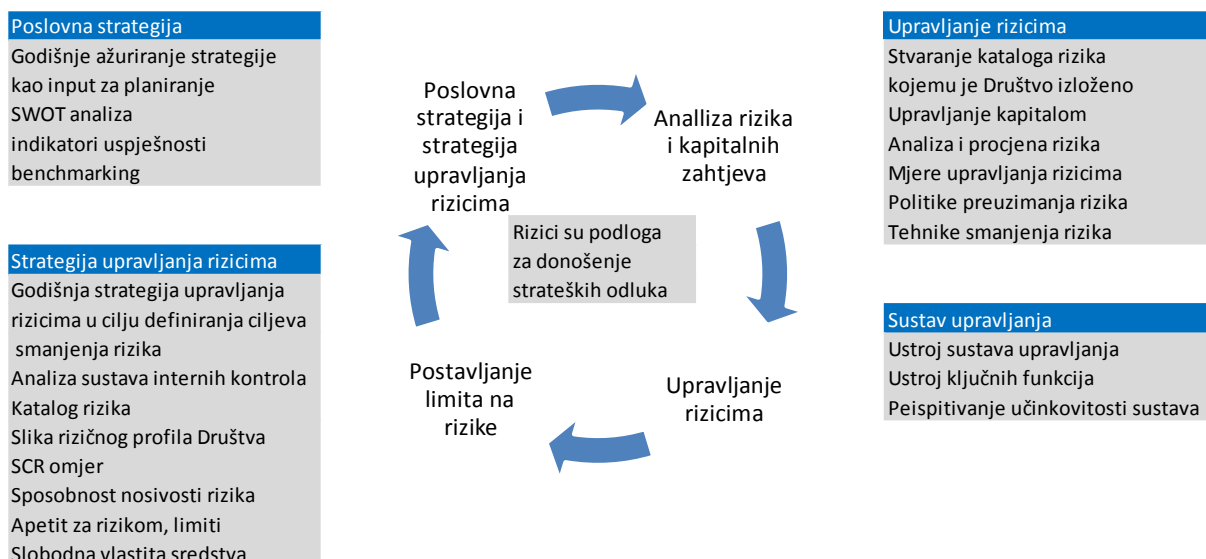 Poslovna strategija
Godišnje ažuriranje strategije
kao input za planiranje
SWOT analiza
indikatori uspješnosti
benchmarking
Strategija upravljanja rizicima
Godišnja strategija upravljanja
rizicima u cilju definiranja ciljeva
smanjenja rizika
Analiza sustava internih kontrola
Katalog rizika
Slika rizičnog profila Društva
SCR omjer
Sposobnost nosivosti rizika
Apetit za rizikom, limiti
Slobodna vlastita sredstva
Poslovna
strategija i
strategija
upravljanja
rizicima
Analliza rizika
i kapitalnih
zahtjeva
Rizici su podloga
za donošenje
strateških odluka
Upravljanje
rizicima
Postavljanje
limita na
rizike
Upravljanje rizicima
Stvaranje kataloga rizika
kojemu je Društvo izloženo
Upravljanje kapitalom
Analiza i procjena rizika
Mjere upravljanja rizicima
Politike preuzimanja rizika
Tehnike smanjenja rizika
Sustav upravljanja
Ustroj sustava upravljanja
Ustroj ključnih funkcija
Peispitivanje učinkovitosti sustava